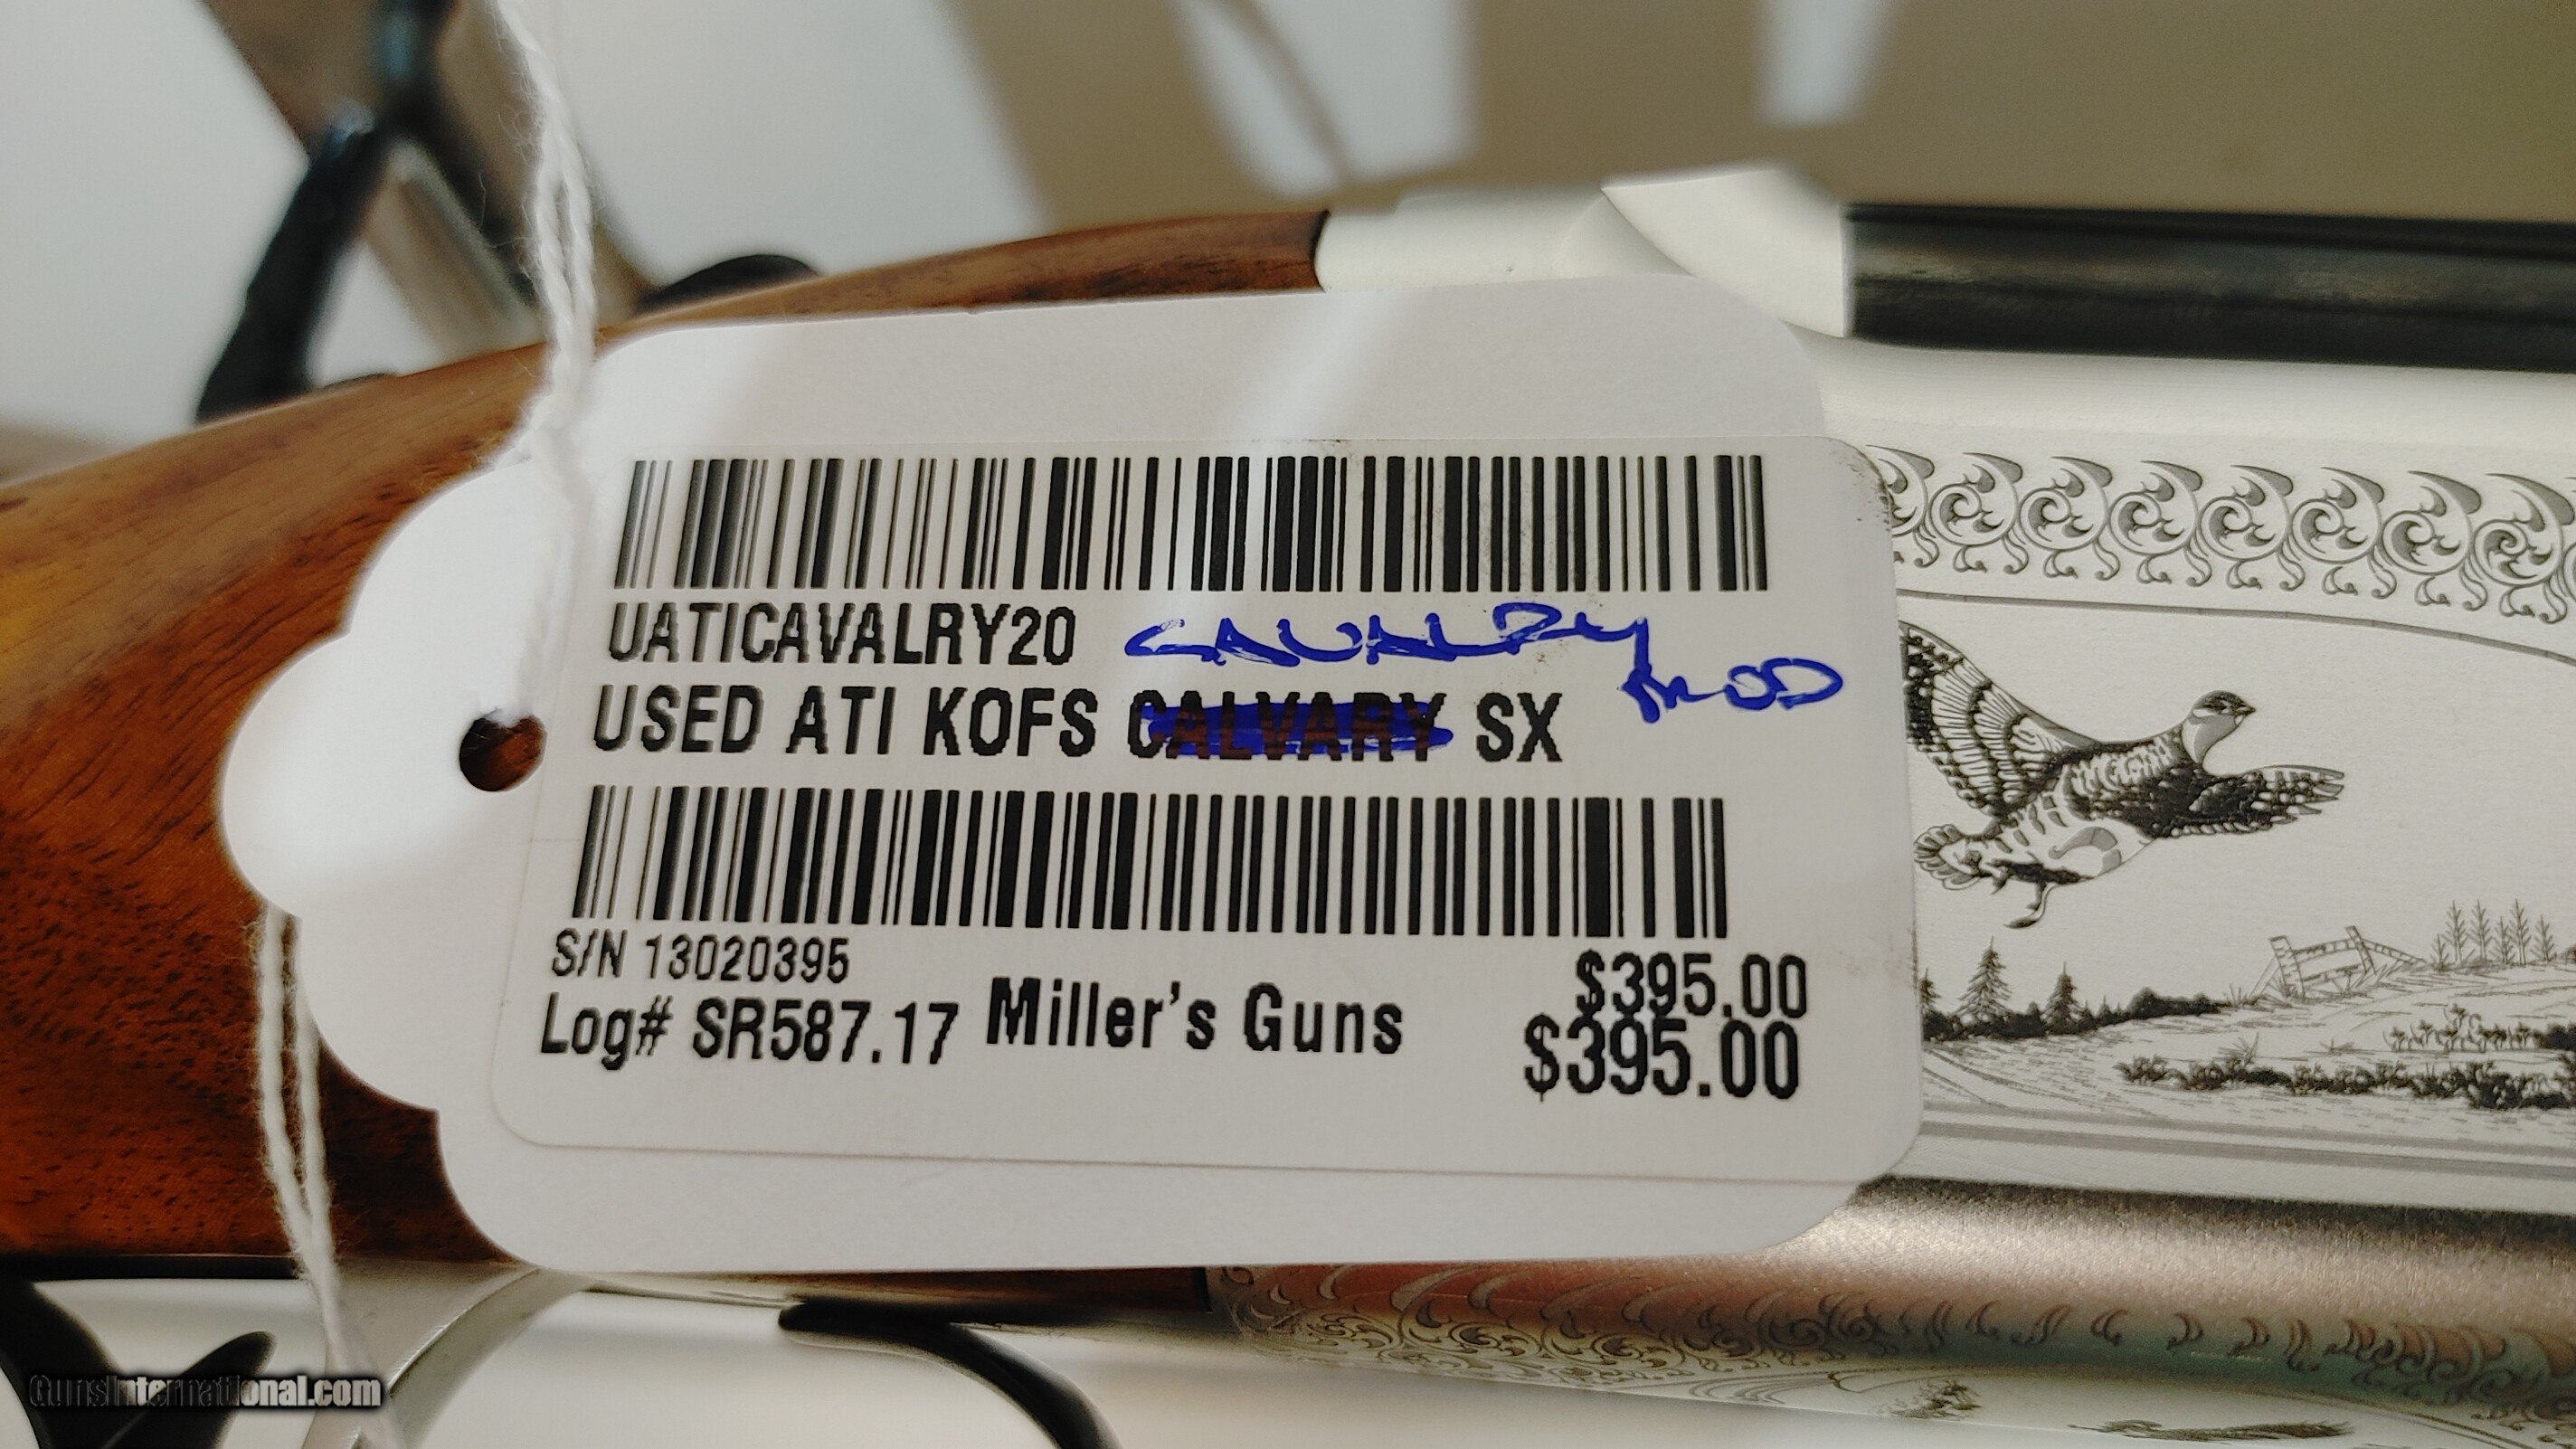 UATICAVALRY20 CAVALRY
MOD
USED ATI KOFS CALVARY SX
S/N 13020395
$395.00
Log# SR587.17 Miller's Guns
$395.00
GunsInternational.com